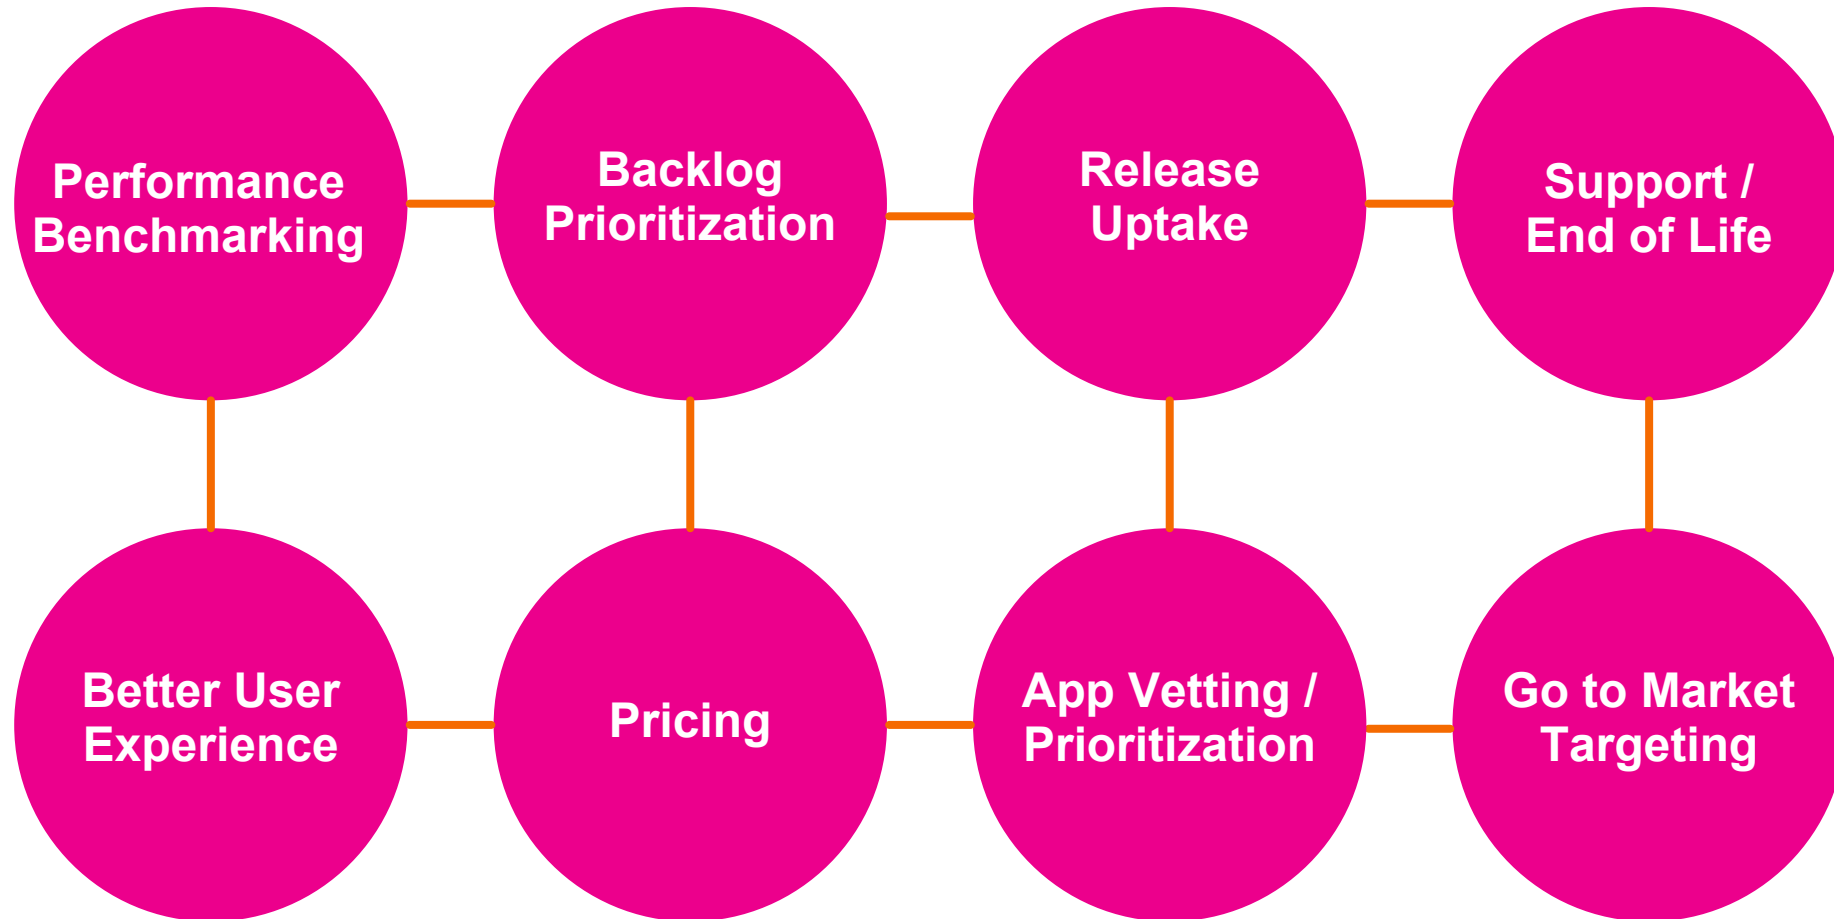 Performance
Benchmarking
Backlog
Prioritization
Release
Uptake
Support /
End of Life
Better User
Experience
Pricing
App Vetting /
Prioritization
Go to Market
Targeting